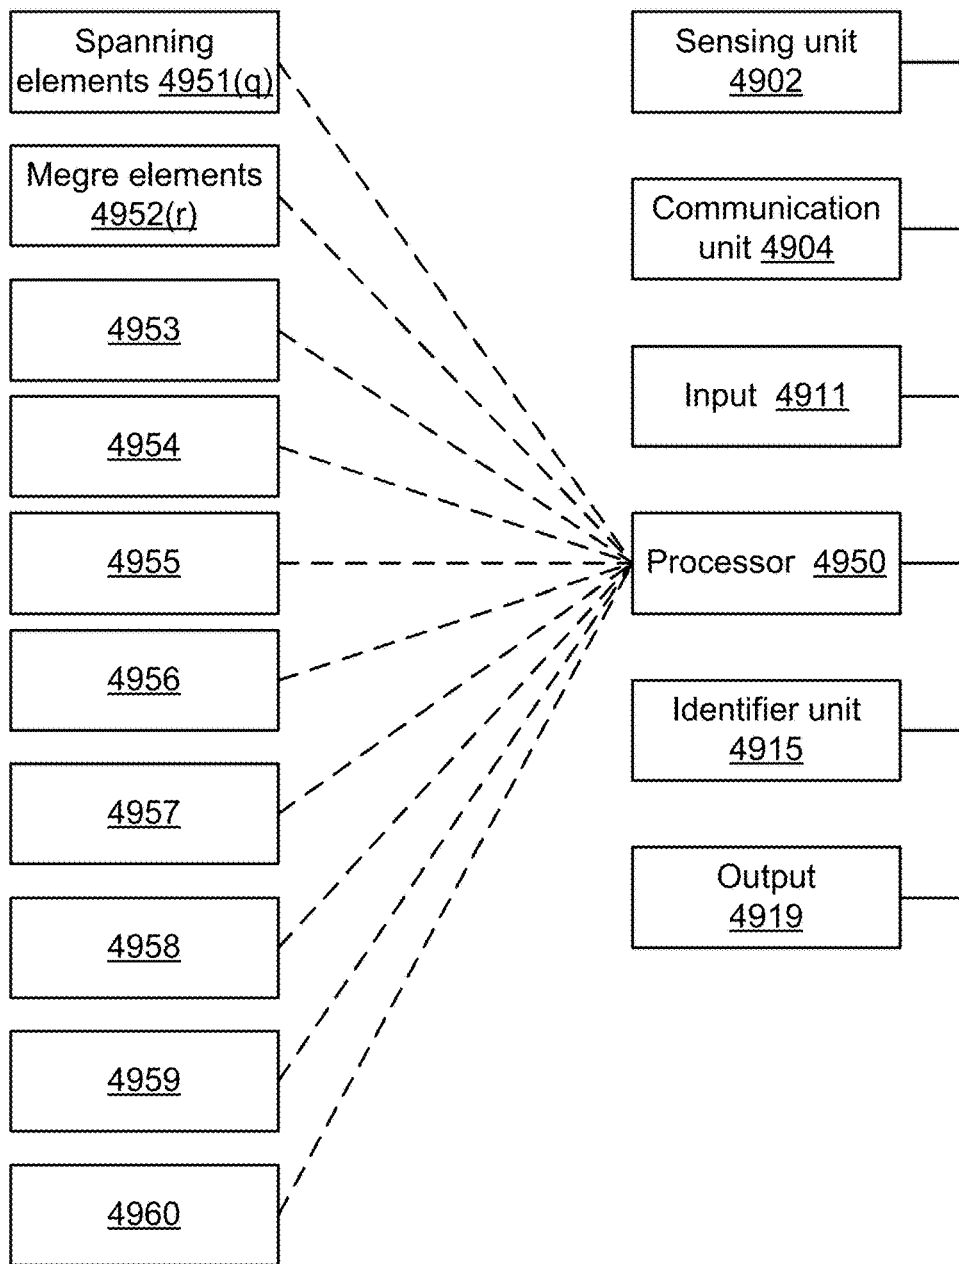 Spanning
elements 4951(q)
Megre elements
4952(r)
4953
4954
4955
4956
4957
4958
4959
4960
Sensing unit
4902
Communication
unit 4904
Input 4911
Processor 4950
Identifier unit
4915
Output
4919